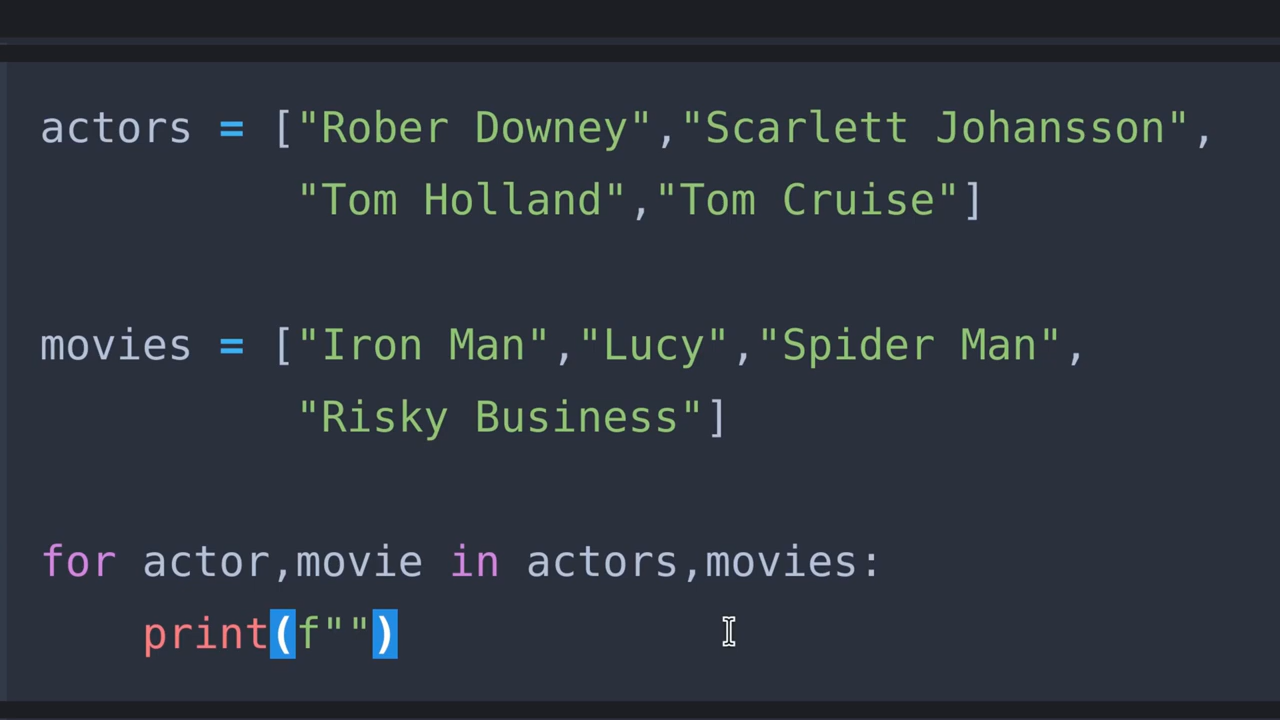 actors = ["Rober Downey","Scarlett Johansson",
"Tom Holland","Tom Cruise"]
movies = ["Iron Man","Lucy","Spider Man",
"Risky Business"]
for actor,movie in actors,movies:
print(f"")